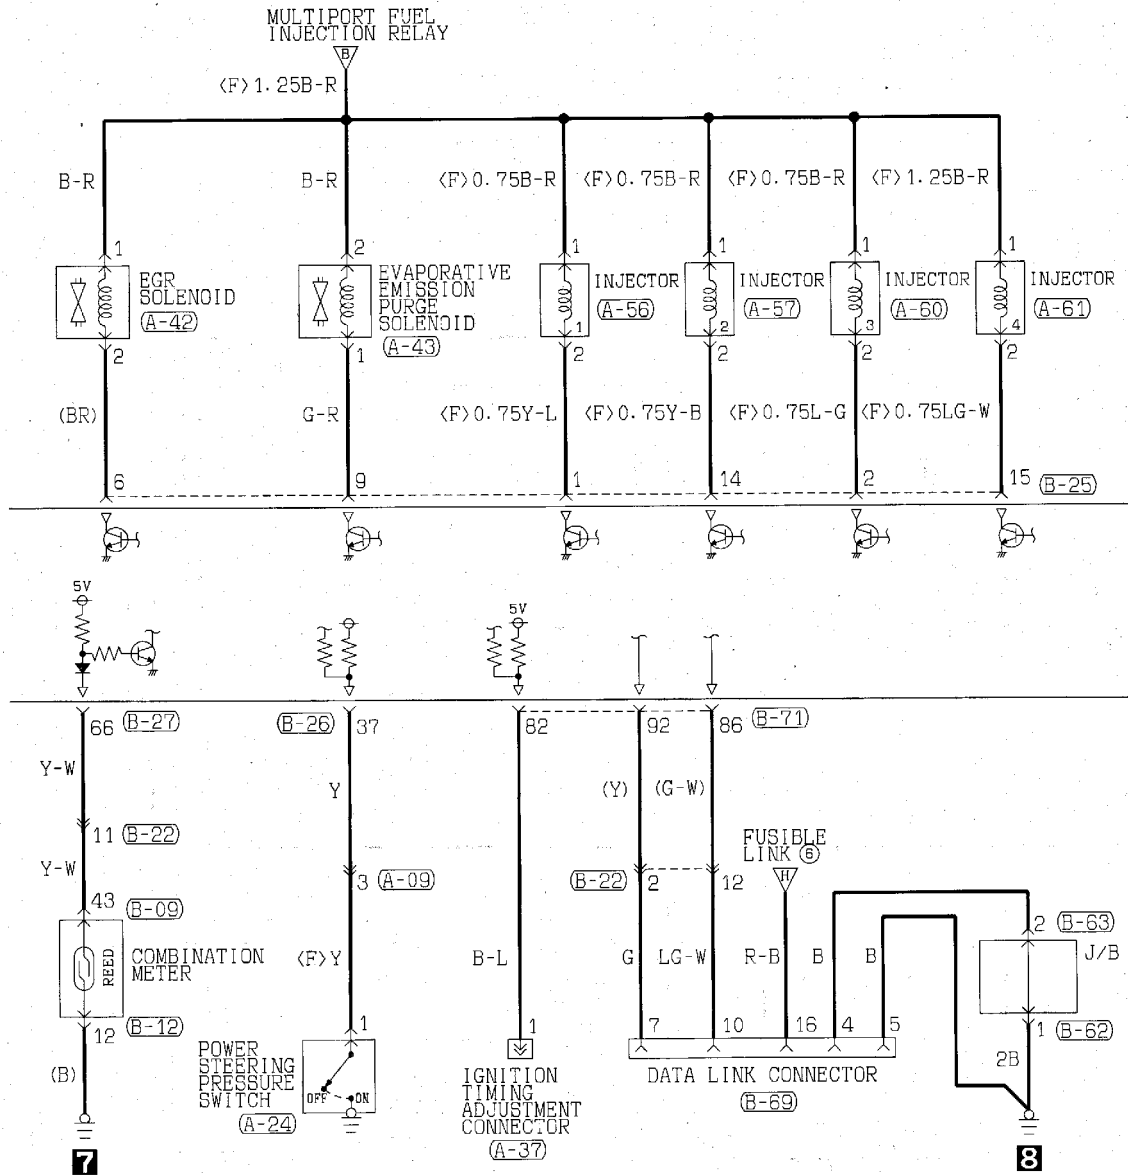 MULTIPORT FUEL
INJECTION RELAY
B
<F>1.25B-R
B-R
B-R
<F>0.75B-R
<F>0.75B-R
<F>0.75B-R
<F>1.25B-R
1
2
1
1
1
1
EGR
SOLENOID
A-42
EVAPORATIVE
EMISSION
PURGE
SOLENOID
A-43
INJECTOR
A-56
1
INJECTOR
A-57
2
INJECTOR
A-60
3
INJECTOR
A-61
4
2
1
2
2
2
2
(BR)
G-R
<F>0.75Y-L
<F>0.75Y-B
<F>0.75L-G
<F>0.75LG-W
6
9
1
14
2
15
B-25
5V
5V
66
B-27
B-26
37
82
92
86
B-71
Y-W
Y
(Y)
(G-W)
11
B-22
FUSIBLE
LINK ⑥
H
Y-W
3
A-09
B-22
2
12
43
B-09
2
B-63
REED
COMBINATION
METER
<F>Y
B-L
G
LG-W
R-B
B
B
J/B
12
B-12
1
1
7
10
16
4
5
1
B-62
(B)
POWER
STEERING
PRESSURE
SWITCH
A-24
OFF
ON
IGNITION
TIMING
ADJUSTMENT
CONNECTOR
A-37
DATA LINK CONNECTOR
B-69
2B
7
8